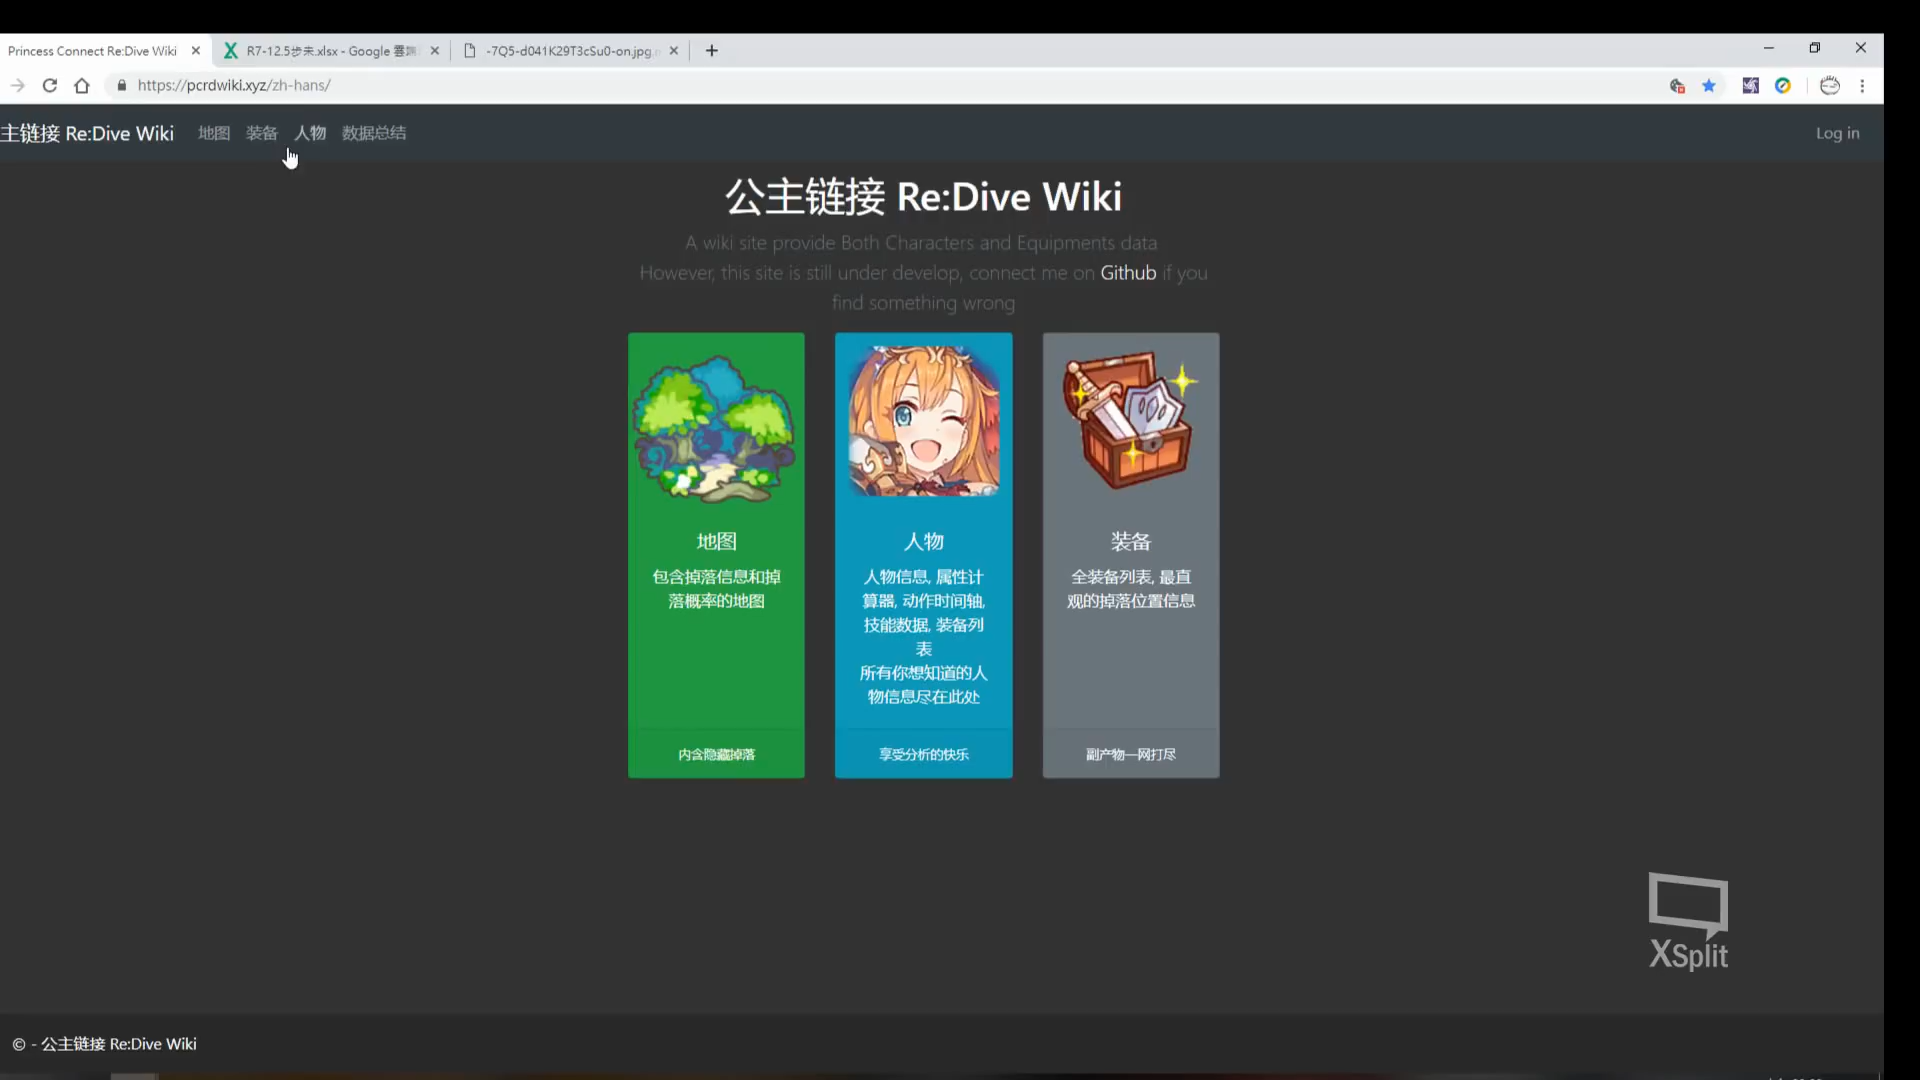 Princess Connect Re:Dive Wiki
R7-12.5步未.xlsx - Google 雲端
-7Q5-d041K29T3cSu0-on.jpg
https://pcrdwiki.xyz/zh-hans/
主链接 Re:Dive Wiki 地图 装备 人物 数据总结 Log in
公主链接 Re:Dive Wiki
A wiki site provide Both Characters and Equipments data
However, this site is still under develop, connect me on Github if you
find something wrong
地图
包含掉落信息和掉
落概率的地图
内含隐藏掉落
人物
人物信息, 属性计
算器, 动作时间轴,
技能数据, 装备列
表
所有你想知道的人
物信息尽在此处
享受分析的快乐
装备
全装备列表, 最直
观的掉落位置信息
副产物一网打尽
XSplit
© - 公主链接 Re:Dive Wiki